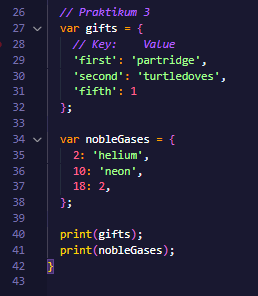 26 // Praktikum 3
27 var gifts = {
28 // Key:    Value
29 'first': 'partridge',
30 'second': 'turtledoves',
31 'fifth': 1
32 };
33
34 var nobleGases = {
35 2: 'helium',
36 10: 'neon',
37 18: 2,
38 };
39
40 print(gifts);
41 print(nobleGases);
42 }
43